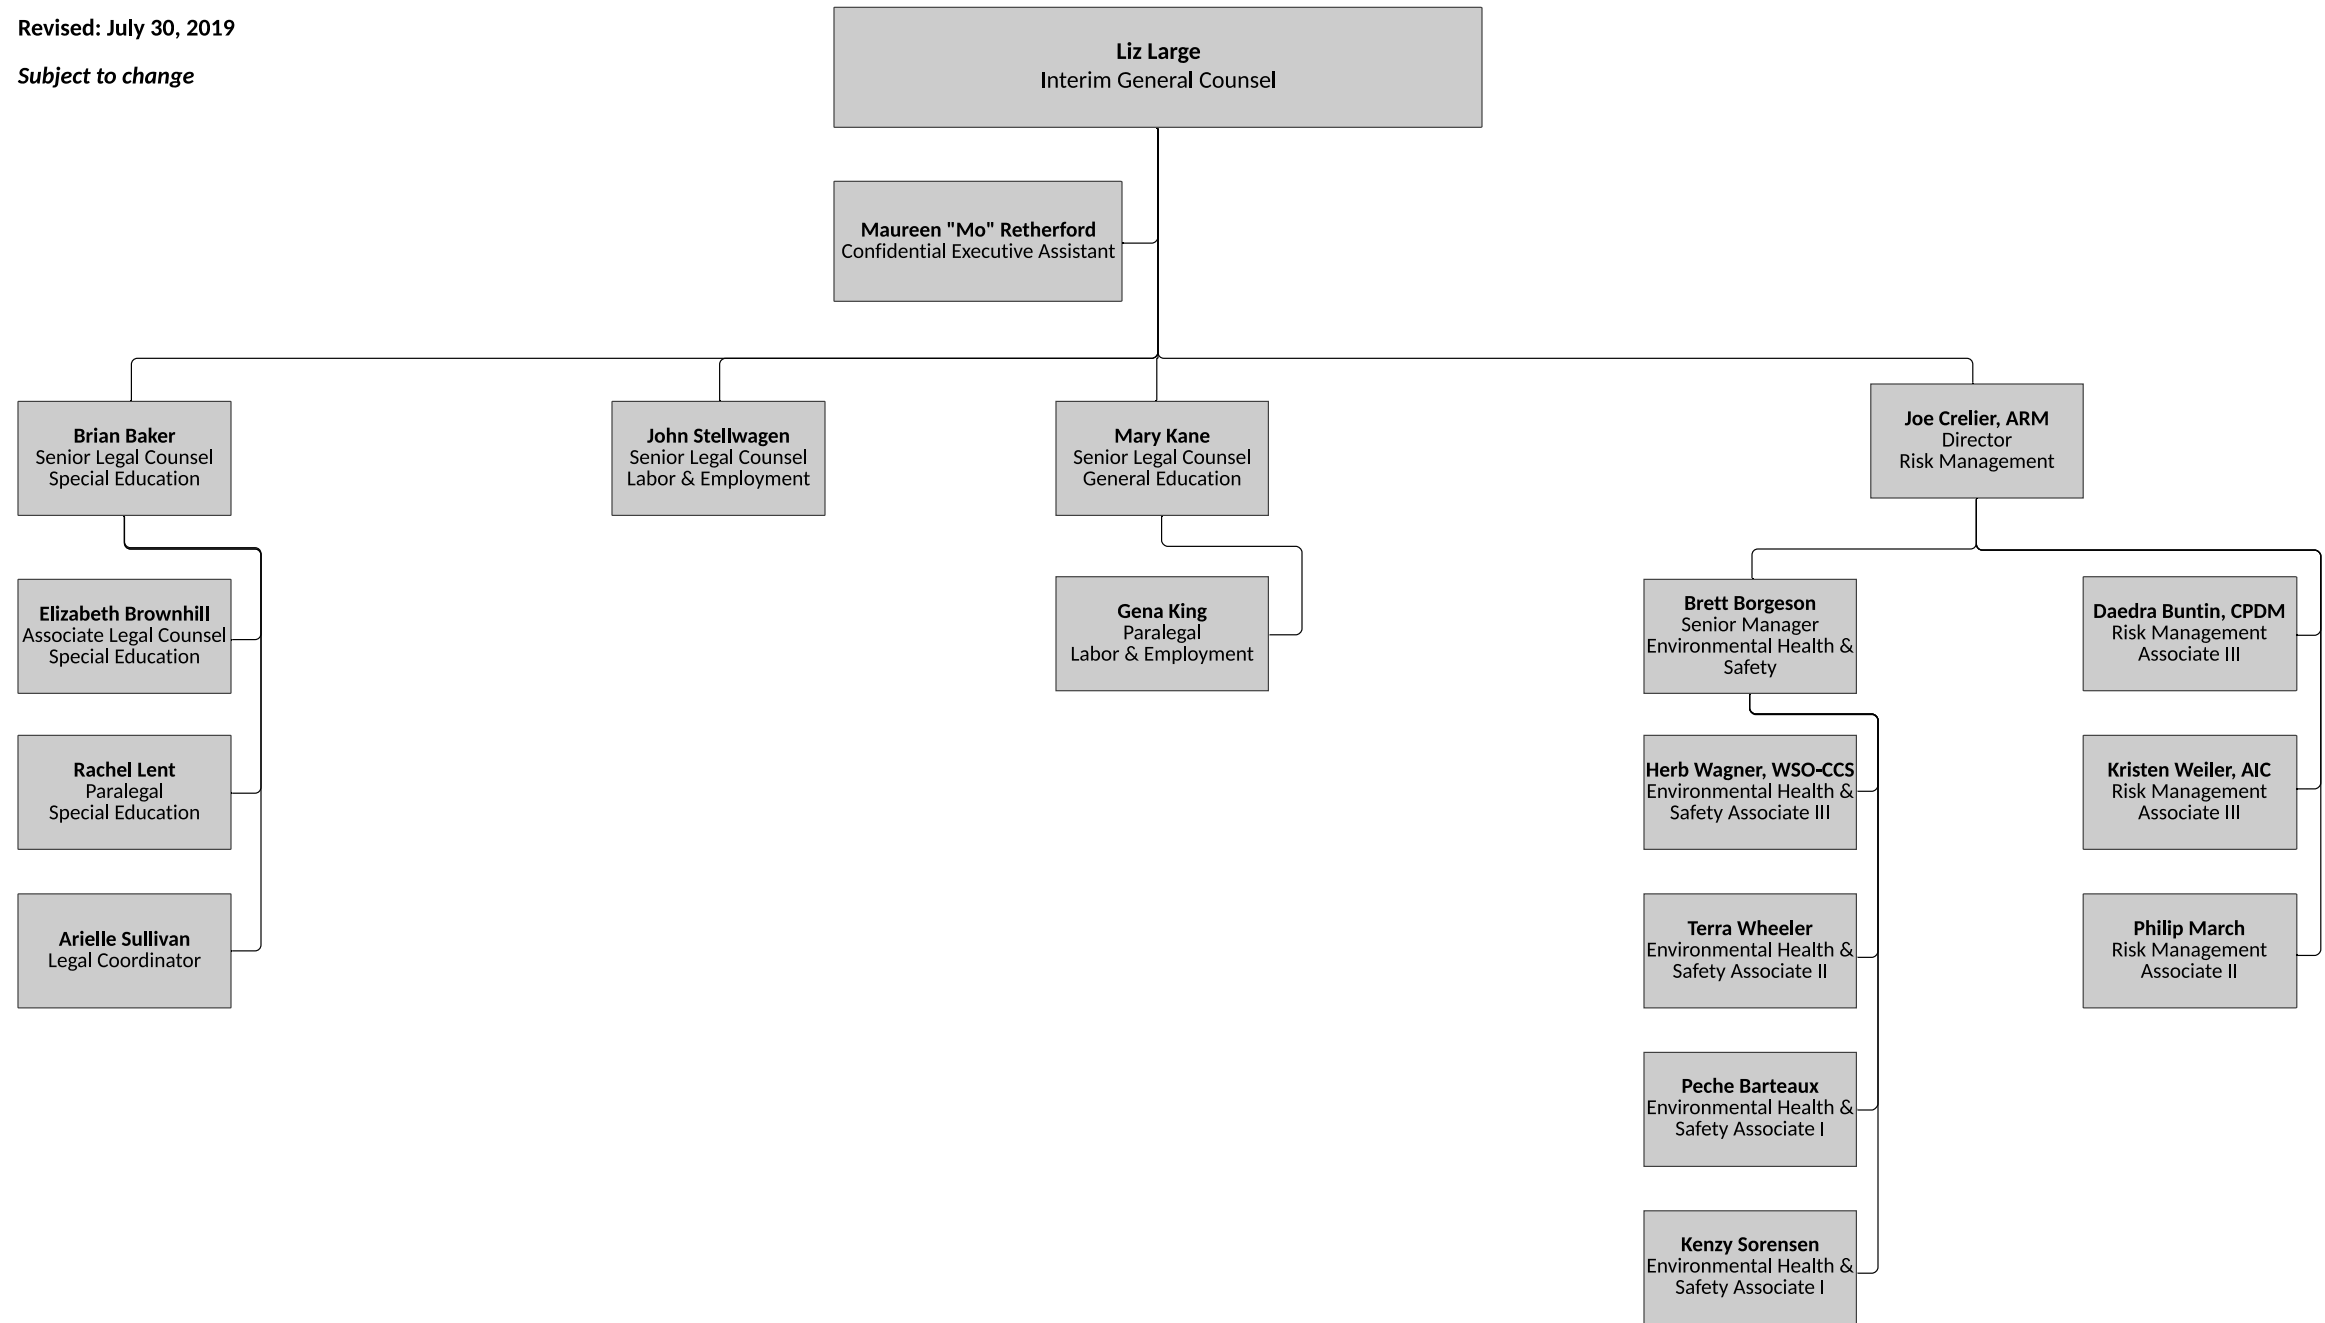 Revised: July 30, 2019
Subject to change
Liz Large
Interim General Counsel
Maureen "Mo" Retherford
Confidential Executive Assistant
Brian Baker
Senior Legal Counsel
Special Education
John Stellwagen
Senior Legal Counsel
Labor & Employment
Mary Kane
Senior Legal Counsel
General Education
Joe Crelier, ARM
Director
Risk Management
Elizabeth Brownhill
Associate Legal Counsel
Special Education
Gena King
Paralegal
Labor & Employment
Brett Borgeson
Senior Manager
Environmental Health &
Safety
Daedra Buntin, CPDM
Risk Management
Associate III
Rachel Lent
Paralegal
Special Education
Herb Wagner, WSO-CCS
Environmental Health &
Safety Associate III
Kristen Weiler, AIC
Risk Management
Associate III
Arielle Sullivan
Legal Coordinator
Terra Wheeler
Environmental Health &
Safety Associate II
Philip March
Risk Management
Associate II
Peche Barteaux
Environmental Health &
Safety Associate I
Kenzy Sorensen
Environmental Health &
Safety Associate I